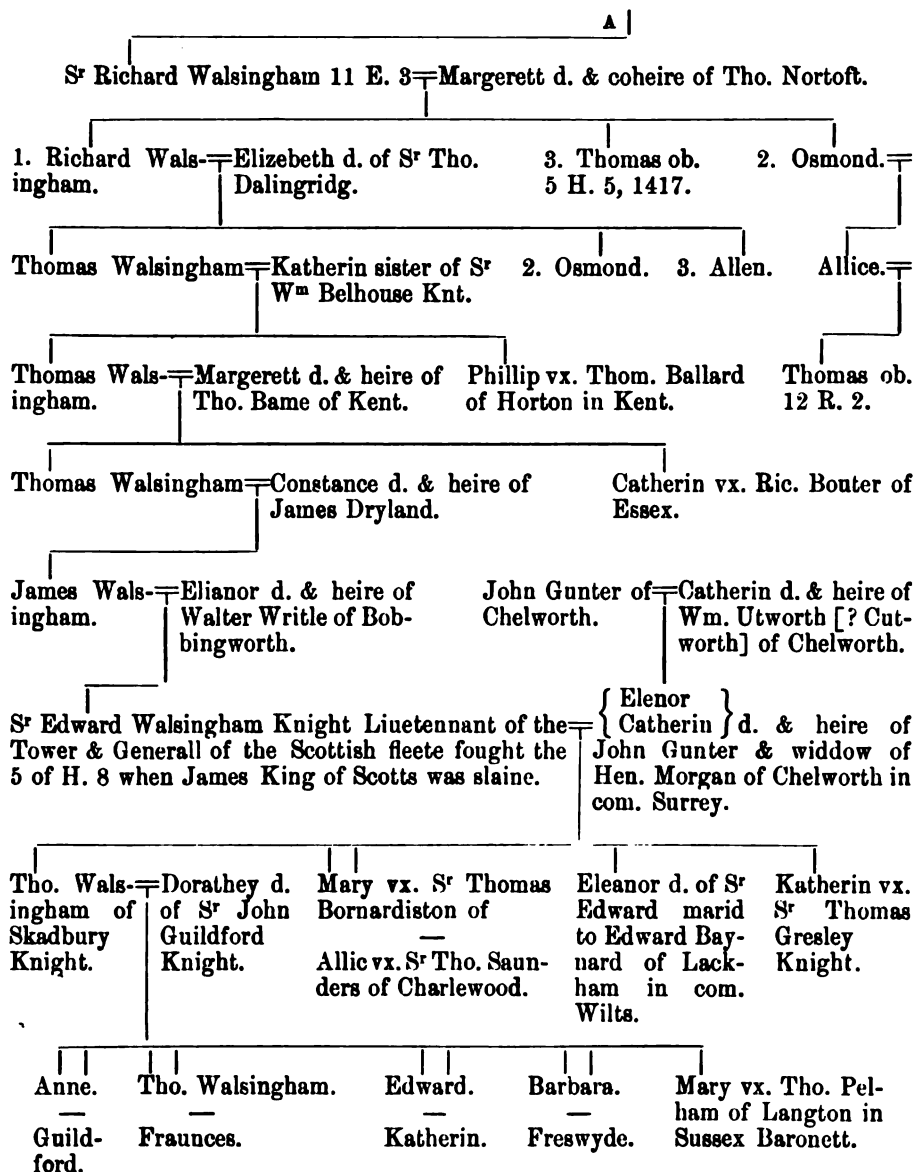 A
Sʳ Richard Walsingham 11 E. 3=Margerett d. & coheire of Tho. Nortoft.
1. Richard Wals-=Elizebeth d. of Sʳ Tho.
ingham. Dalingridg.
3. Thomas ob.
5 H. 5, 1417.
2. Osmond.=
Thomas Walsingham=Katherin sister of Sʳ
Wᵐ Belhouse Knt.
2. Osmond. 3. Allen. Allice.=
Thomas Wals-=Margerett d. & heire of
ingham. Tho. Bame of Kent.
Phillip vx. Thom. Ballard
of Horton in Kent.
Thomas ob.
12 R. 2.
Thomas Walsingham=Constance d. & heire of
James Dryland.
Catherin vx. Ric. Bouter of
Essex.
James Wals-=Elianor d. & heire of
ingham. Walter Writle of Bob-
bingworth.
John Gunter of=Catherin d. & heire of
Chelworth. Wm. Utworth [? Cut-
worth] of Chelworth.
Sʳ Edward Walsingham Knight Liuetennant of the=
Tower & Generall of the Scottish fleete fought the
5 of H. 8 when James King of Scotts was slaine.
{ Elenor
Catherin } d. & heire of
John Gunter & widdow of
Hen. Morgan of Chelworth in
com. Surrey.
Tho. Wals-=Dorathey d.
ingham of of Sʳ John
Skadbury Guildford
Knight. Knight.
Mary vx. Sʳ Thomas
Bornardiston of
—
Allic vx. Sʳ Tho. Saun-
ders of Charlewood.
Eleanor d. of Sʳ
Edward marid
to Edward Bay-
nard of Lack-
ham in com.
Wilts.
Katherin vx.
Sʳ Thomas
Gresley
Knight.
Anne.
—
Guild-
ford.
Tho. Walsingham.
—
Fraunces.
Edward.
—
Katherin.
Barbara.
—
Freswyde.
Mary vx. Tho. Pel-
ham of Langton in
Sussex Baronett.